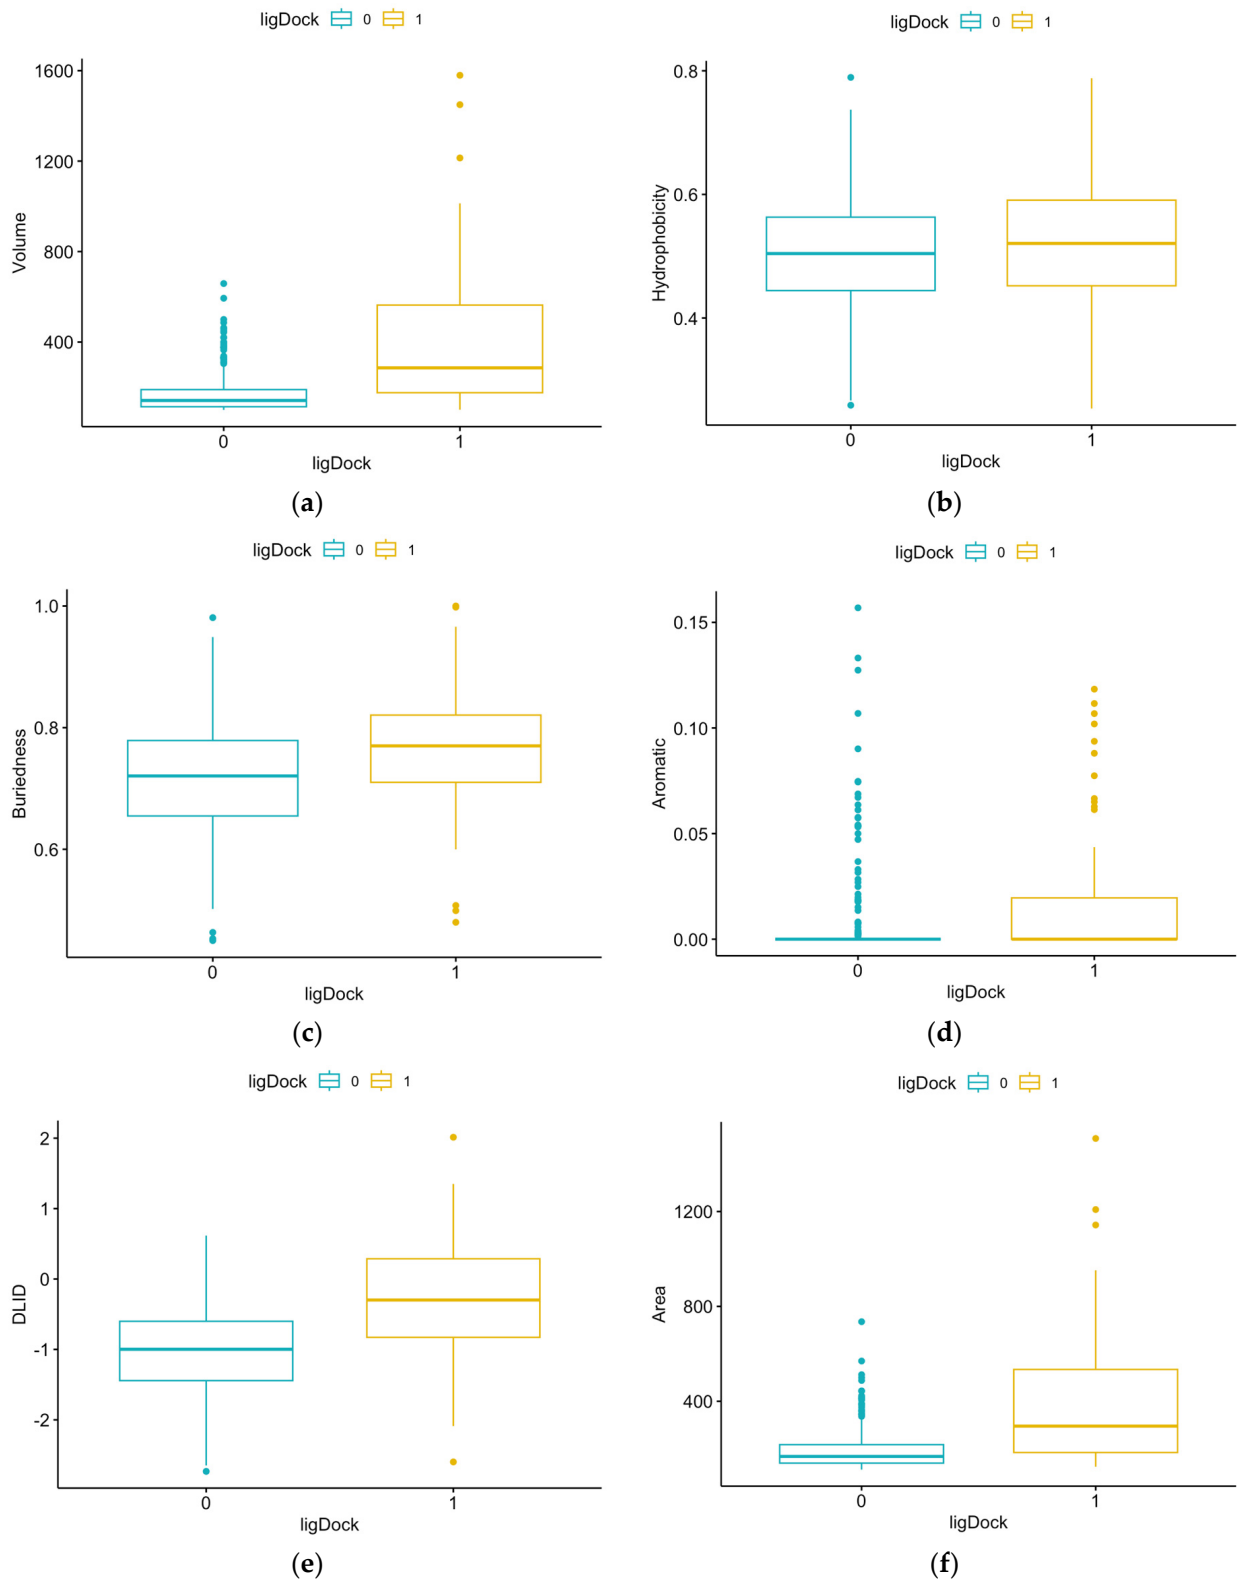 ligDock 0 1
1600
1200
800
400
Volume
0 1
ligDock
(a)
ligDock 0 1
0.8
0.6
0.4
Hydrophobicity
0 1
ligDock
(b)
ligDock 0 1
1.0
0.8
0.6
Buriedness
0 1
ligDock
(c)
ligDock 0 1
0.15
0.10
0.05
0.00
Aromatic
0 1
ligDock
(d)
ligDock 0 1
2
1
0
-1
-2
DLID
0 1
ligDock
(e)
ligDock 0 1
1200
800
400
Area
0 1
ligDock
(f)